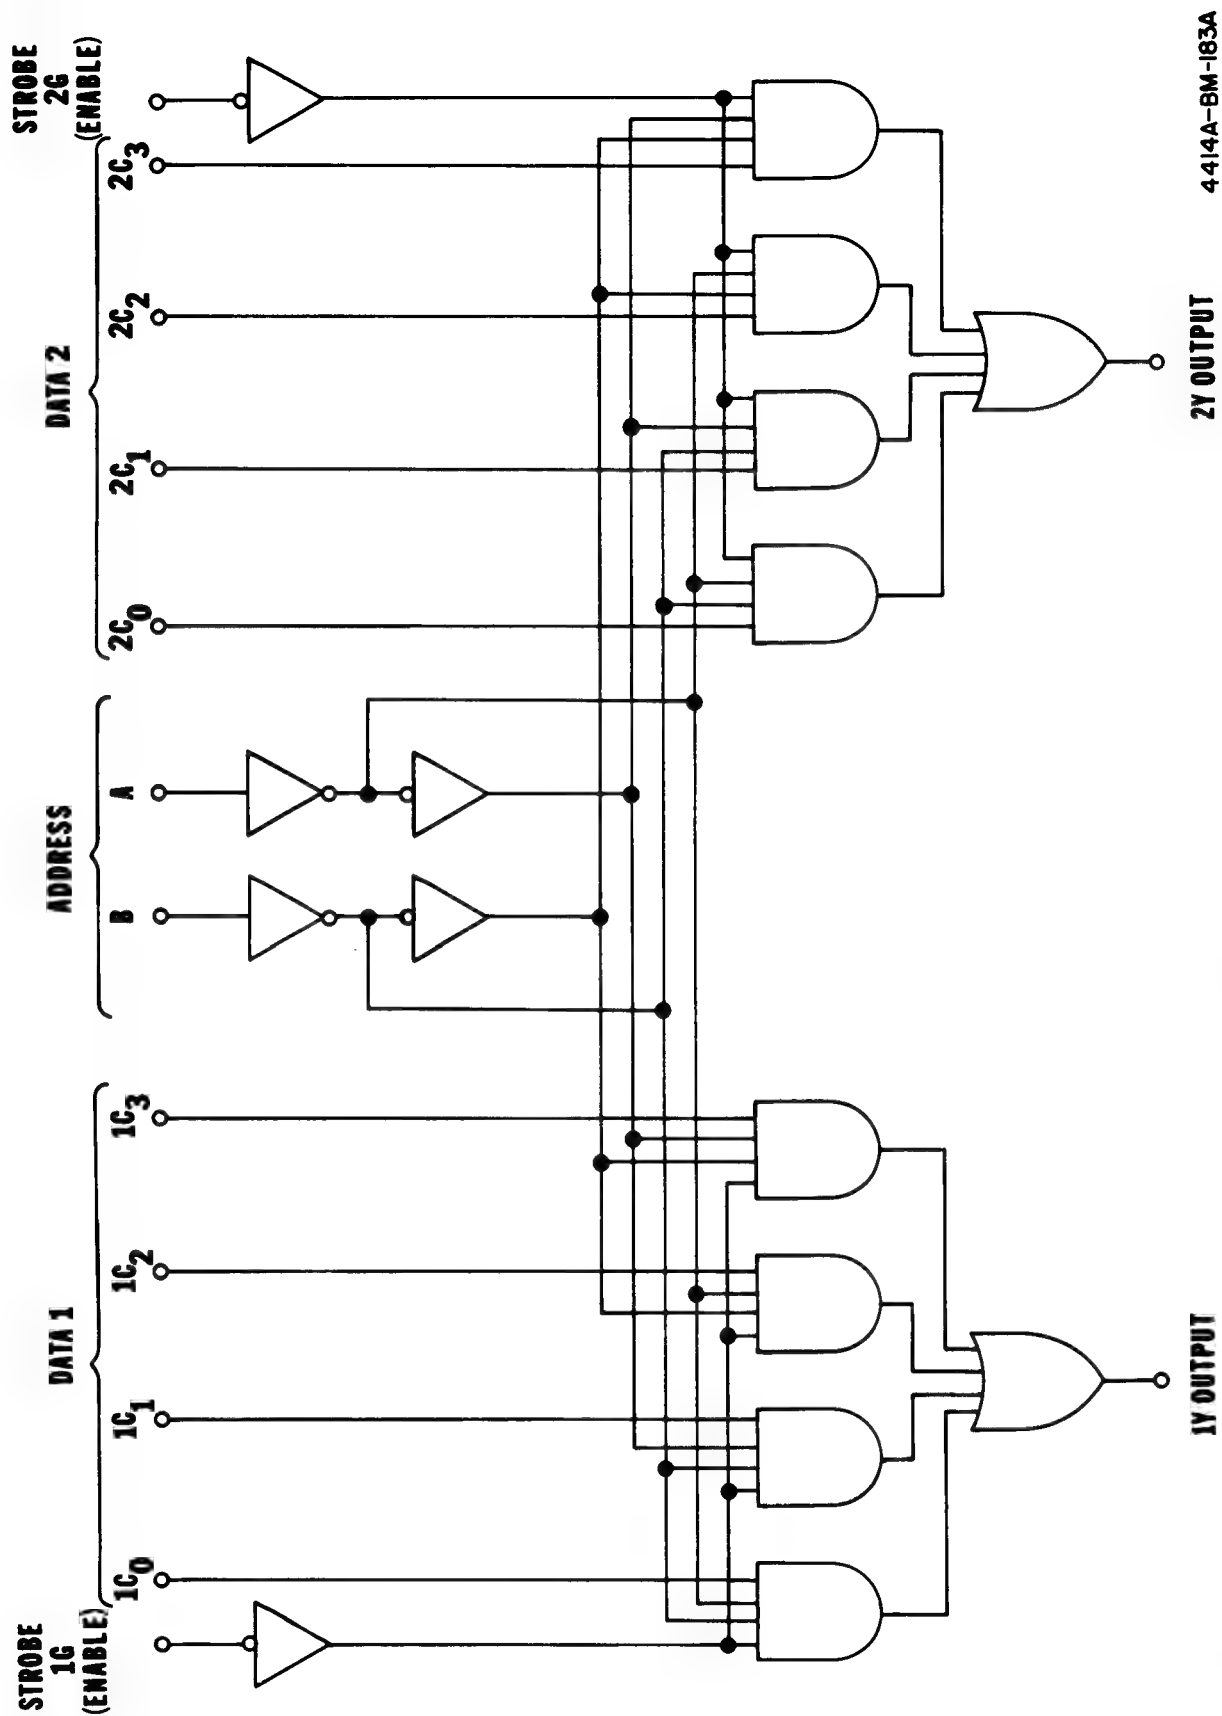 STROBE
1G
(ENABLE)
DATA 1
1C0
1C1
1C2
1C3
ADDRESS
B
A
DATA 2
2C0
2C1
2C2
2C3
STROBE
2G
(ENABLE)
1Y OUTPUT
2Y OUTPUT
4414A-BM-183A